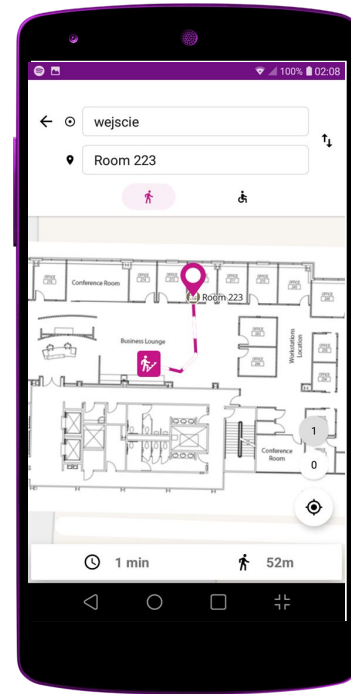 100% 02:08
wejscie
Room 223
Conference Room
Room 223
Business Lounge
Workstations
Location
Conference
Room
1
0
1 min 52m